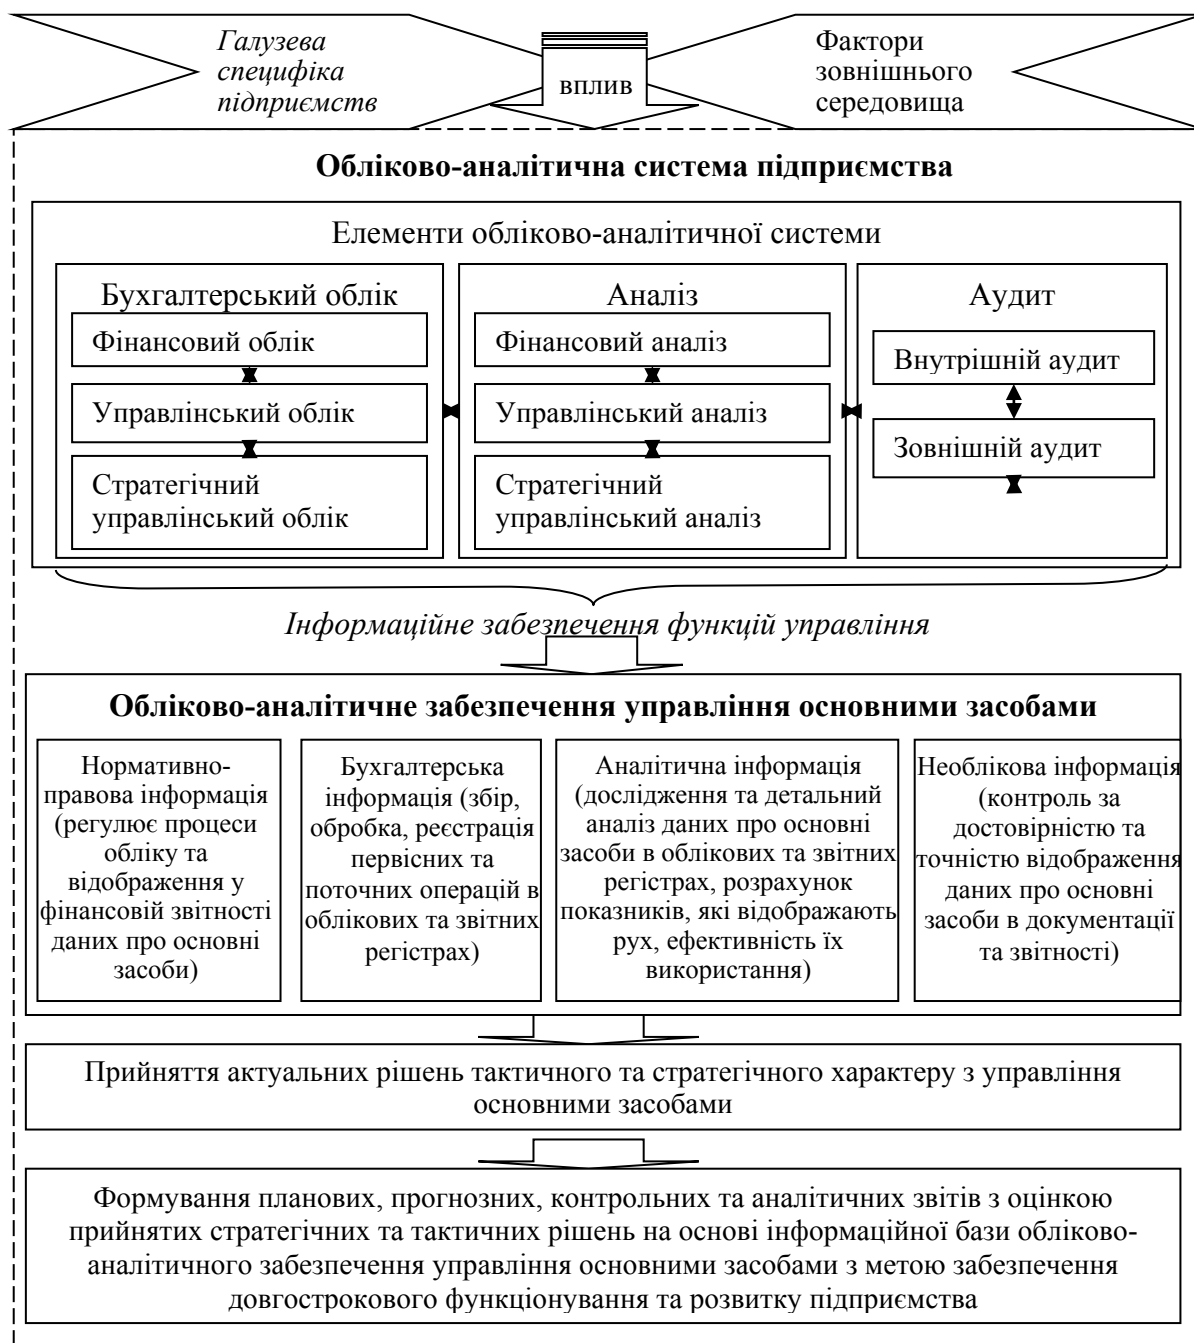 Галузева
специфіка
підприємств
вплив
Фактори
зовнішнього
середовища
Обліково-аналітична система підприємства
Елементи обліково-аналітичної системи
Бухгалтерський облік
Фінансовий облік
Управлінський облік
Стратегічний
управлінський облік
Аналіз
Фінансовий аналіз
Управлінський аналіз
Стратегічний
управлінський аналіз
Аудит
Внутрішній аудит
Зовнішній аудит
Інформаційне забезпечення функцій управління
Обліково-аналітичне забезпечення управління основними засобами
Нормативно-
правова інформація
(регулює процеси
обліку та
відображення у
фінансовій звітності
даних про основні
засоби)
Бухгалтерська
інформація (збір,
обробка, реєстрація
первісних та
поточних операцій в
облікових та звітних
регістрах)
Аналітична інформація
(дослідження та детальний
аналіз даних про основні
засоби в облікових та звітних
регістрах, розрахунок
показників, які відображають
рух, ефективність їх
використання)
Необлікова інформація
(контроль за
достовірністю та
точністю відображення
даних про основні
засоби в документації
та звітності)
Прийняття актуальних рішень тактичного та стратегічного характеру з управління
основними засобами
Формування планових, прогнозних, контрольних та аналітичних звітів з оцінкою
прийнятих стратегічних та тактичних рішень на основі інформаційної бази обліково-
аналітичного забезпечення управління основними засобами з метою забезпечення
довгострокового функціонування та розвитку підприємства